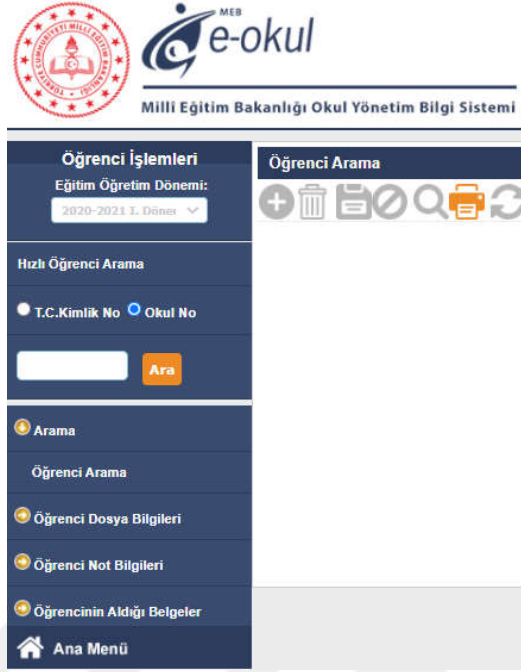 MEB
e-okul
Millî Eğitim Bakanlığı Okul Yönetim Bilgi Sistemi
Öğrenci İşlemleri
Eğitim Öğretim Dönemi:
2020-2021 I. Döner
Hızlı Öğrenci Arama
T.C.Kimlik No Okul No
Ara
Arama
Öğrenci Arama
Öğrenci Dosya Bilgileri
Öğrenci Not Bilgileri
Öğrencinin Aldığı Belgeler
Ana Menü
Öğrenci Arama